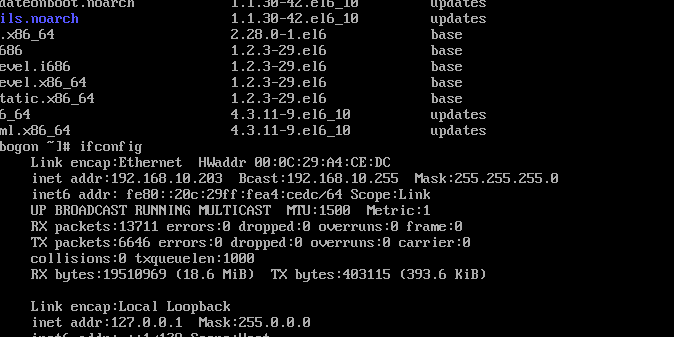 dateonboot.noarch 1.1.30-42.el6_10 updates
ils.noarch 1.1.30-42.el6_10 updates
.x86_64 2.28.0-1.el6 base
686 1.2.3-29.el6 base
evel.i686 1.2.3-29.el6 base
evel.x86_64 1.2.3-29.el6 base
tatic.x86_64 1.2.3-29.el6 base
6_64 4.3.11-9.el6_10 updates
ml.x86_64 4.3.11-9.el6_10 updates
bogon ~]# ifconfig
Link encap:Ethernet HWaddr 00:0C:29:A4:CE:DC
inet addr:192.168.10.203 Bcast:192.168.10.255 Mask:255.255.255.0
inet6 addr: fe80::20c:29ff:fea4:cedc/64 Scope:Link
UP BROADCAST RUNNING MULTICAST MTU:1500 Metric:1
RX packets:13711 errors:0 dropped:0 overruns:0 frame:0
TX packets:6646 errors:0 dropped:0 overruns:0 carrier:0
collisions:0 txqueuelen:1000
RX bytes:19510969 (18.6 MiB) TX bytes:403115 (393.6 KiB)
Link encap:Local Loopback
inet addr:127.0.0.1 Mask:255.0.0.0
inet6 addr: ::1/128 Scope:Host